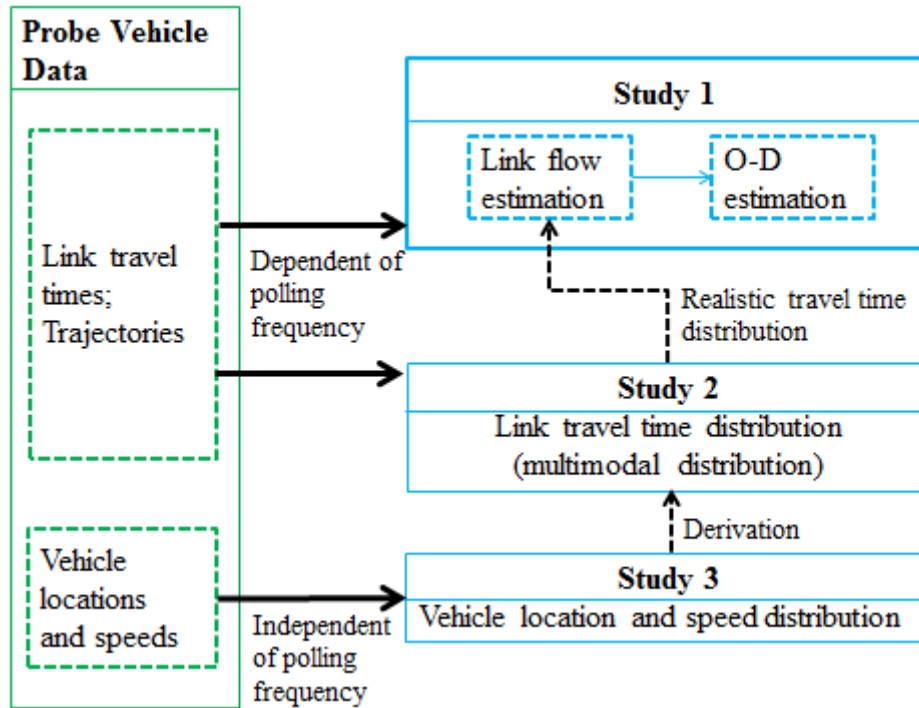 Probe Vehicle
Data
Link travel
times;
Trajectories
Vehicle
locations
and speeds
Dependent of
polling
frequency
Independent
of polling
frequency
Study 1
Link flow
estimation
O-D
estimation
Realistic travel time
distribution
Study 2
Link travel time distribution
(multimodal distribution)
Derivation
Study 3
Vehicle location and speed distribution